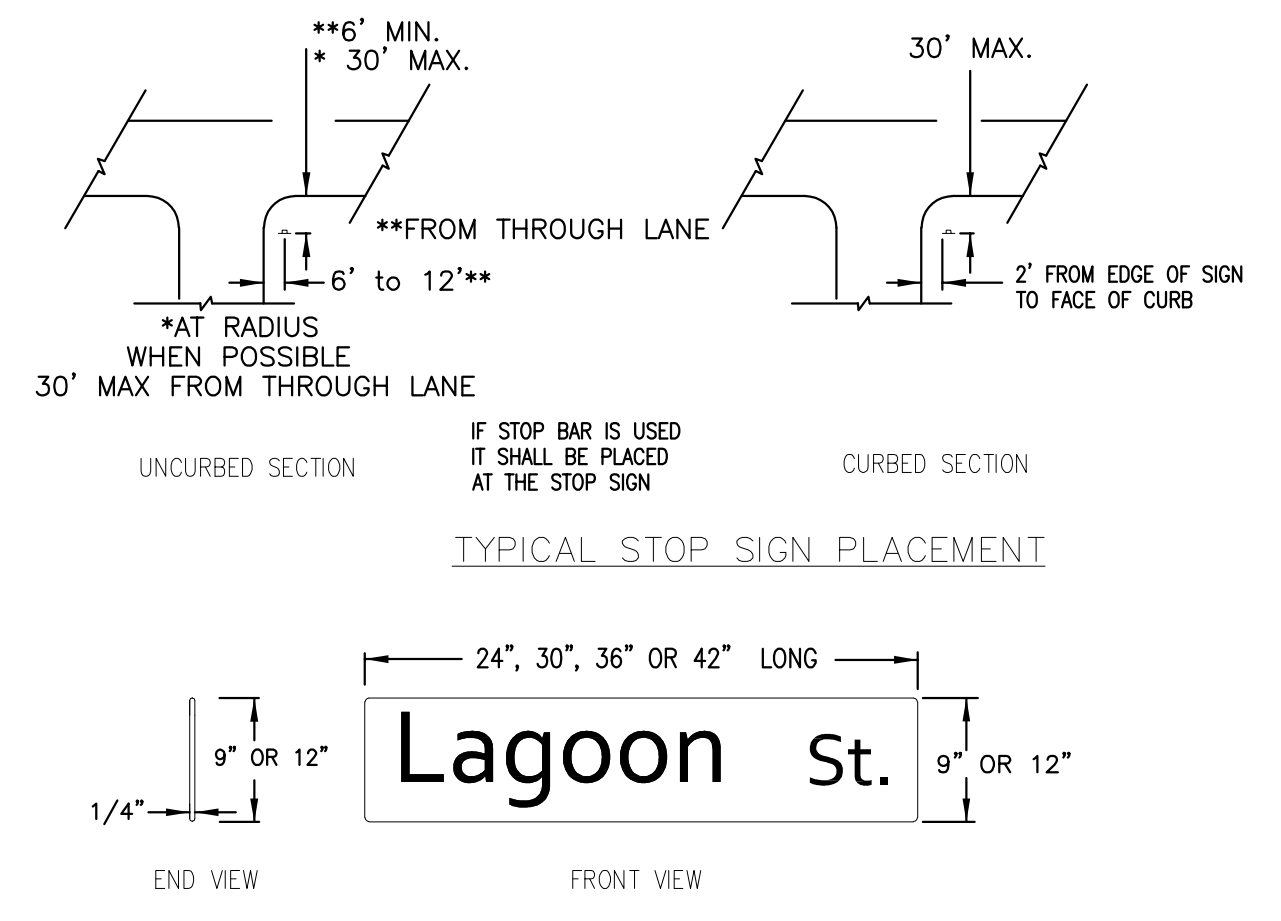 **6' MIN.
* 30' MAX.
30' MAX.
**FROM THROUGH LANE
6' to 12'**
2' FROM EDGE OF SIGN
TO FACE OF CURB
*AT RADIUS
WHEN POSSIBLE
30' MAX FROM THROUGH LANE
IF STOP BAR IS USED
IT SHALL BE PLACED
AT THE STOP SIGN
UNCURBED SECTION
CURBED SECTION
TYPICAL STOP SIGN PLACEMENT
24”, 30”, 36” OR 42” LONG
Lagoon St.
9” OR 12”
9” OR 12”
1/4”
END VIEW
FRONT VIEW